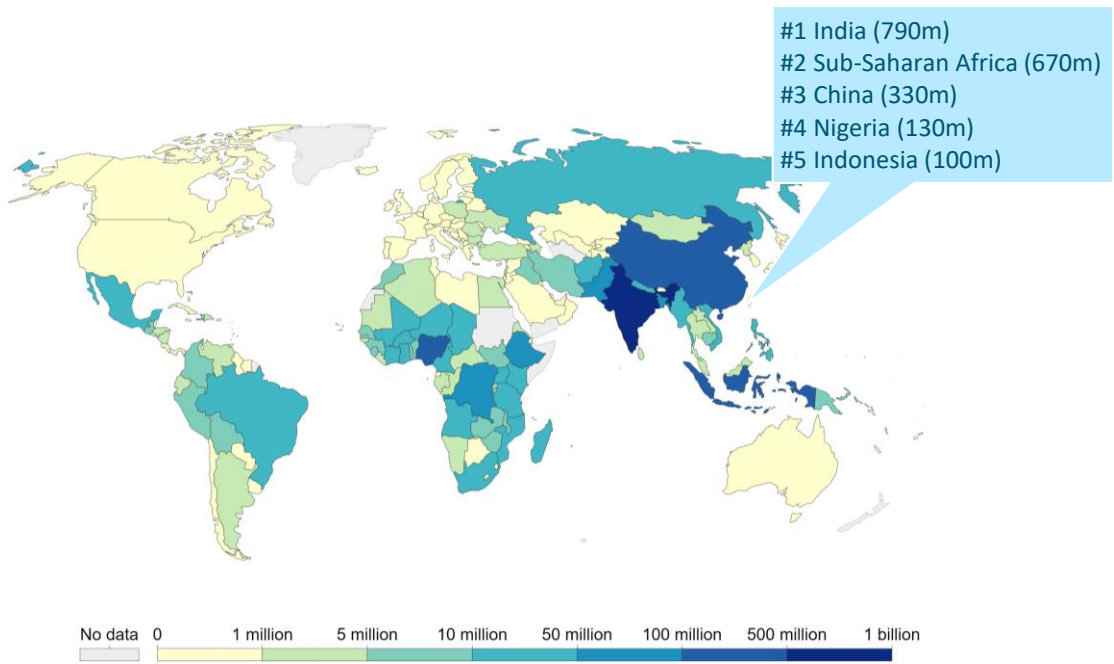 #1 India (790m)
#2 Sub-Saharan Africa (670m)
#3 China (330m)
#4 Nigeria (130m)
#5 Indonesia (100m)
No data 0 1 million 5 million 10 million 50 million 100 million 500 million 1 billion